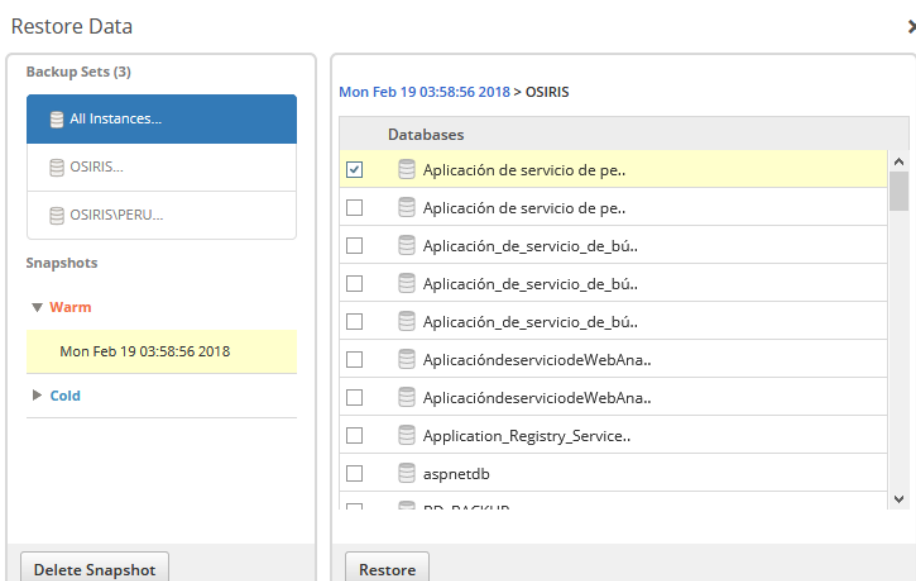 Restore Data
Backup Sets (3)
All Instances...
OSIRIS...
OSIRIS\PERU...
Snapshots
Warm
Mon Feb 19 03:58:56 2018
Cold
Delete Snapshot
Mon Feb 19 03:58:56 2018 > OSIRIS
Databases
Aplicación de servicio de pe..
Aplicación de servicio de pe..
Aplicación_de_servicio_de_bú..
Aplicación_de_servicio_de_bú..
Aplicación_de_servicio_de_bú..
AplicacióndeserviciodeWebAna..
AplicacióndeserviciodeWebAna..
Application_Registry_Service..
aspnetdb
Restore